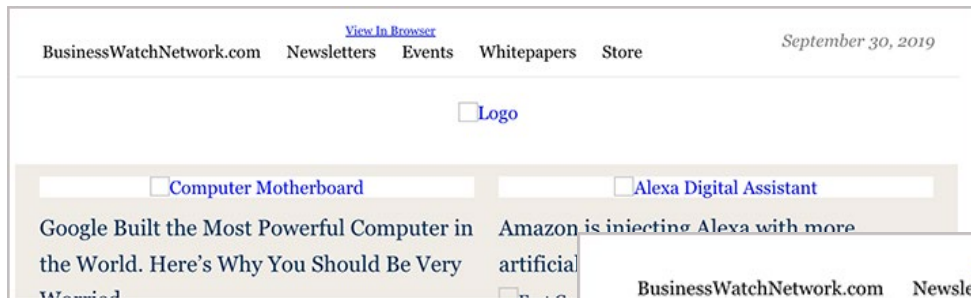 View In Browser
BusinessWatchNetwork.com Newsletters Events Whitepapers Store
September 30, 2019
Logo
Computer Motherboard
Alexa Digital Assistant
Google Built the Most Powerful Computer in
the World. Here's Why You Should Be Very
Worried
Amazon is injecting Alexa with more
artificial
BusinessWatchNetwork.com